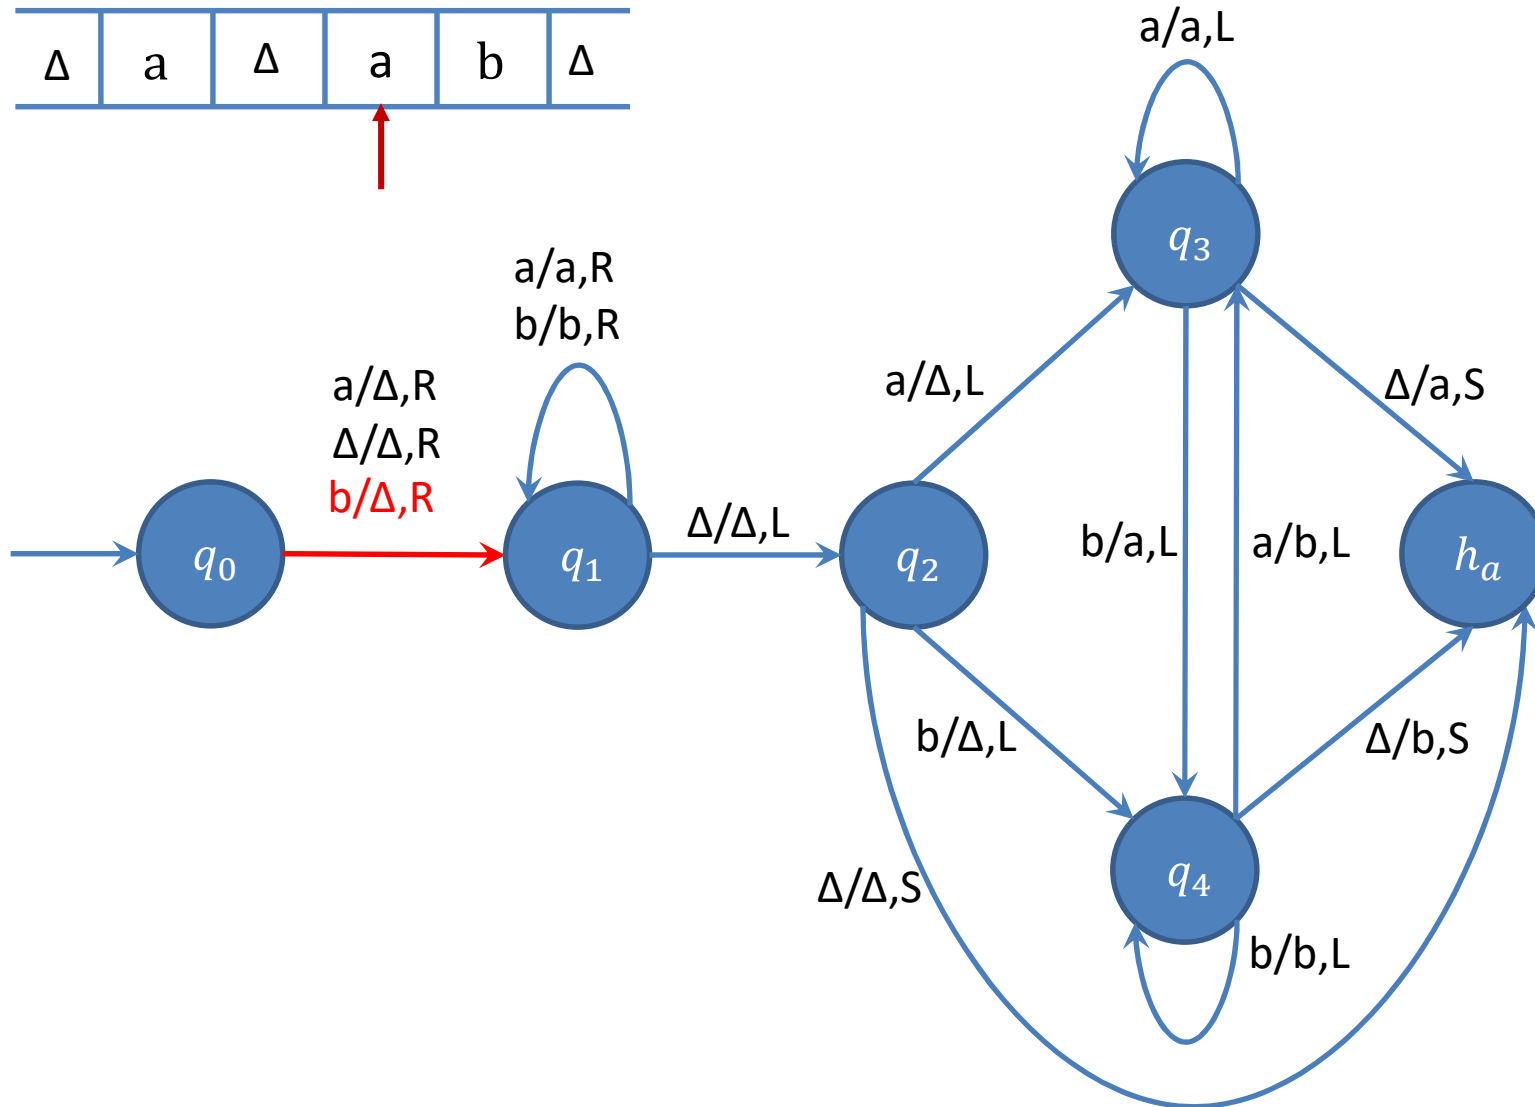 Δ a Δ a b Δ
a/a,L
q₃
a/a,R
b/b,R
a/Δ,R
Δ/Δ,R
b/Δ,R
a/Δ,L
Δ/a,S
Δ/Δ,L
b/a,L
a/b,L
q₀
q₁
q₂
hₐ
b/Δ,L
Δ/b,S
Δ/Δ,S
q₄
b/b,L